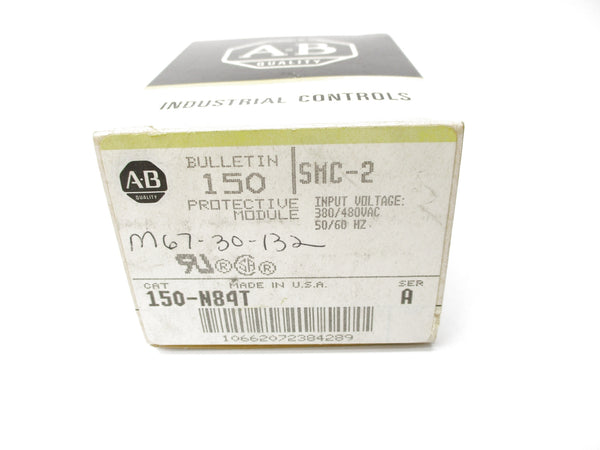 A-B
QUALITY
INDUSTRIAL CONTROLS
A-B
QUALITY
BULLETIN
150
PROTECTIVE
MODULE
SMC-2
INPUT VOLTAGE:
380/480VAC
50/60 HZ
M67-30-132
CAT
MADE IN U.S.A.
SER
150-N84T
A
10662072384289